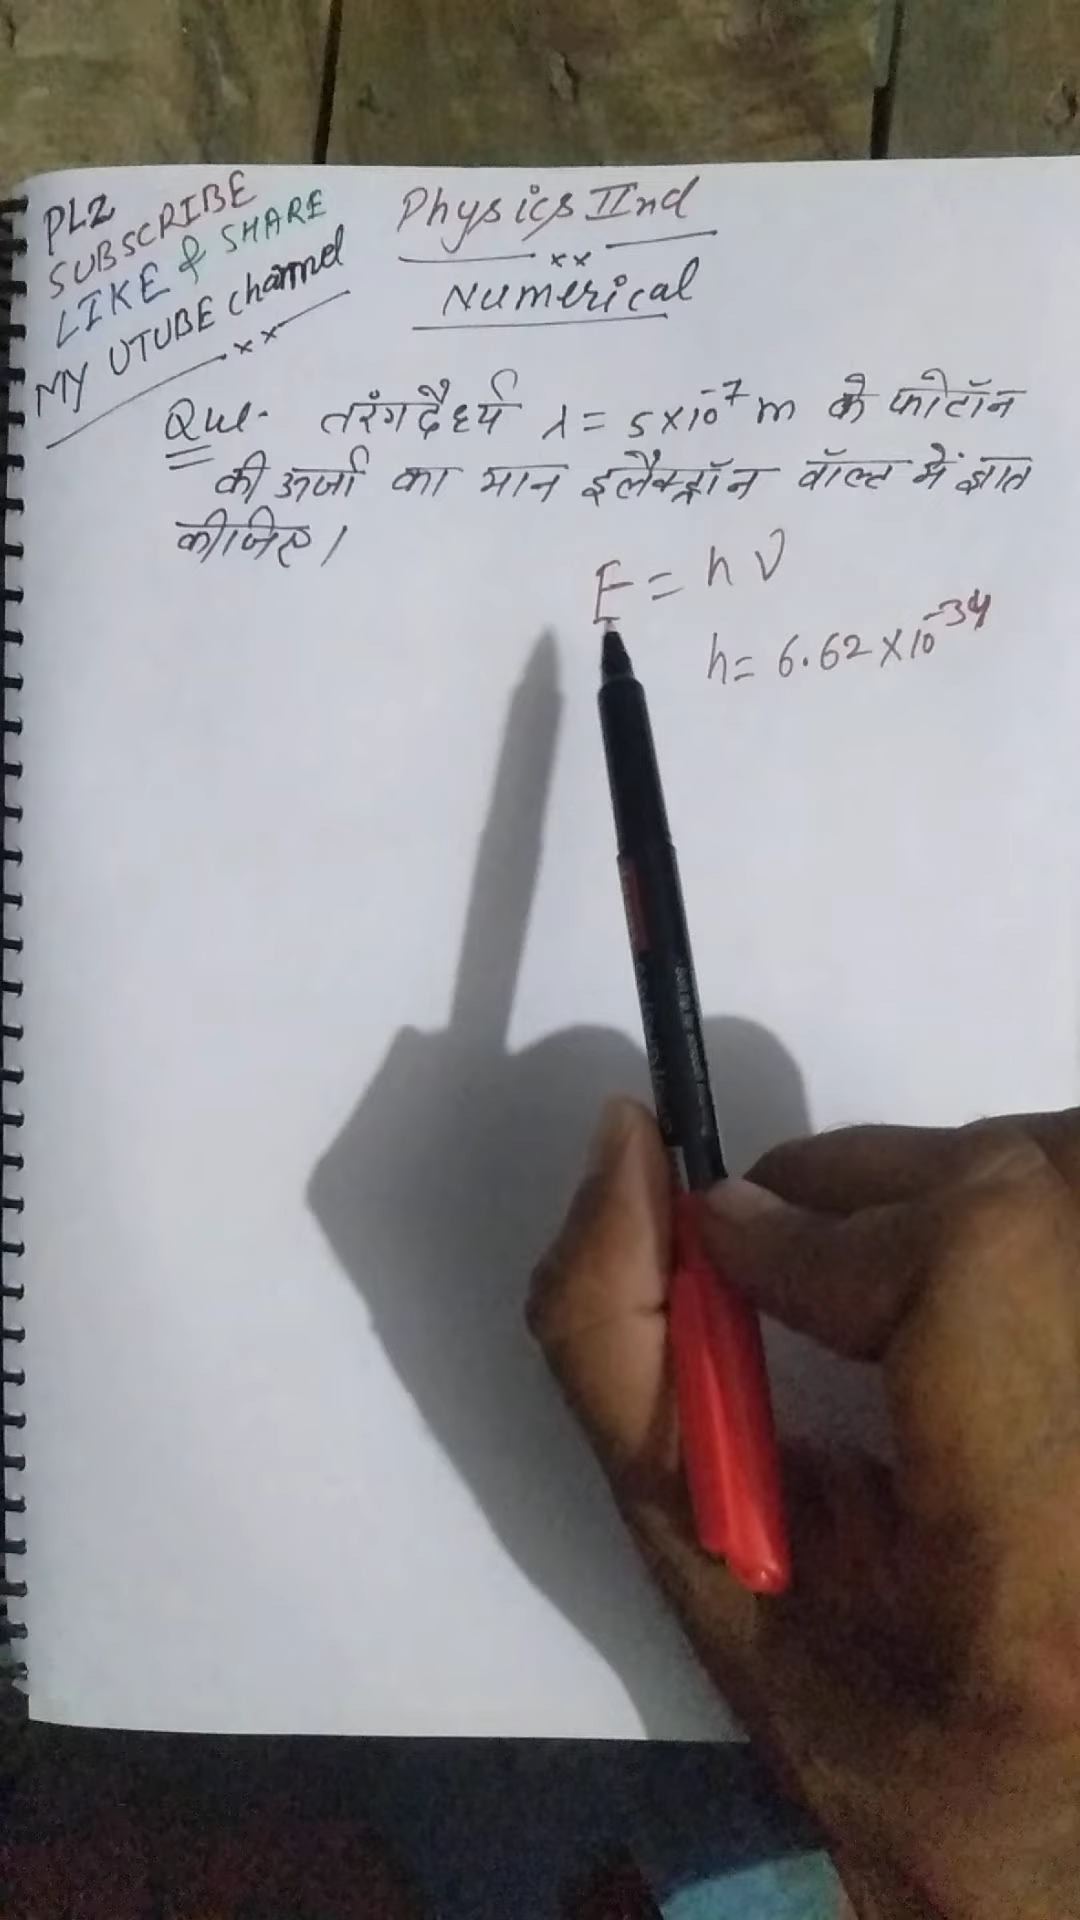 PLZ
SUBSCRIBE
LIKE & SHARE
MY UTUBE channel
Physics IInd
Numerical
Que- तरंगदैर्ध्य λ = 5×10⁻⁷ m के फोटॉन
की ऊर्जा का मान इलैक्ट्रॉन वॉल्ट में ज्ञात
कीजिए।
E = hν
h = 6.62×10⁻³⁴